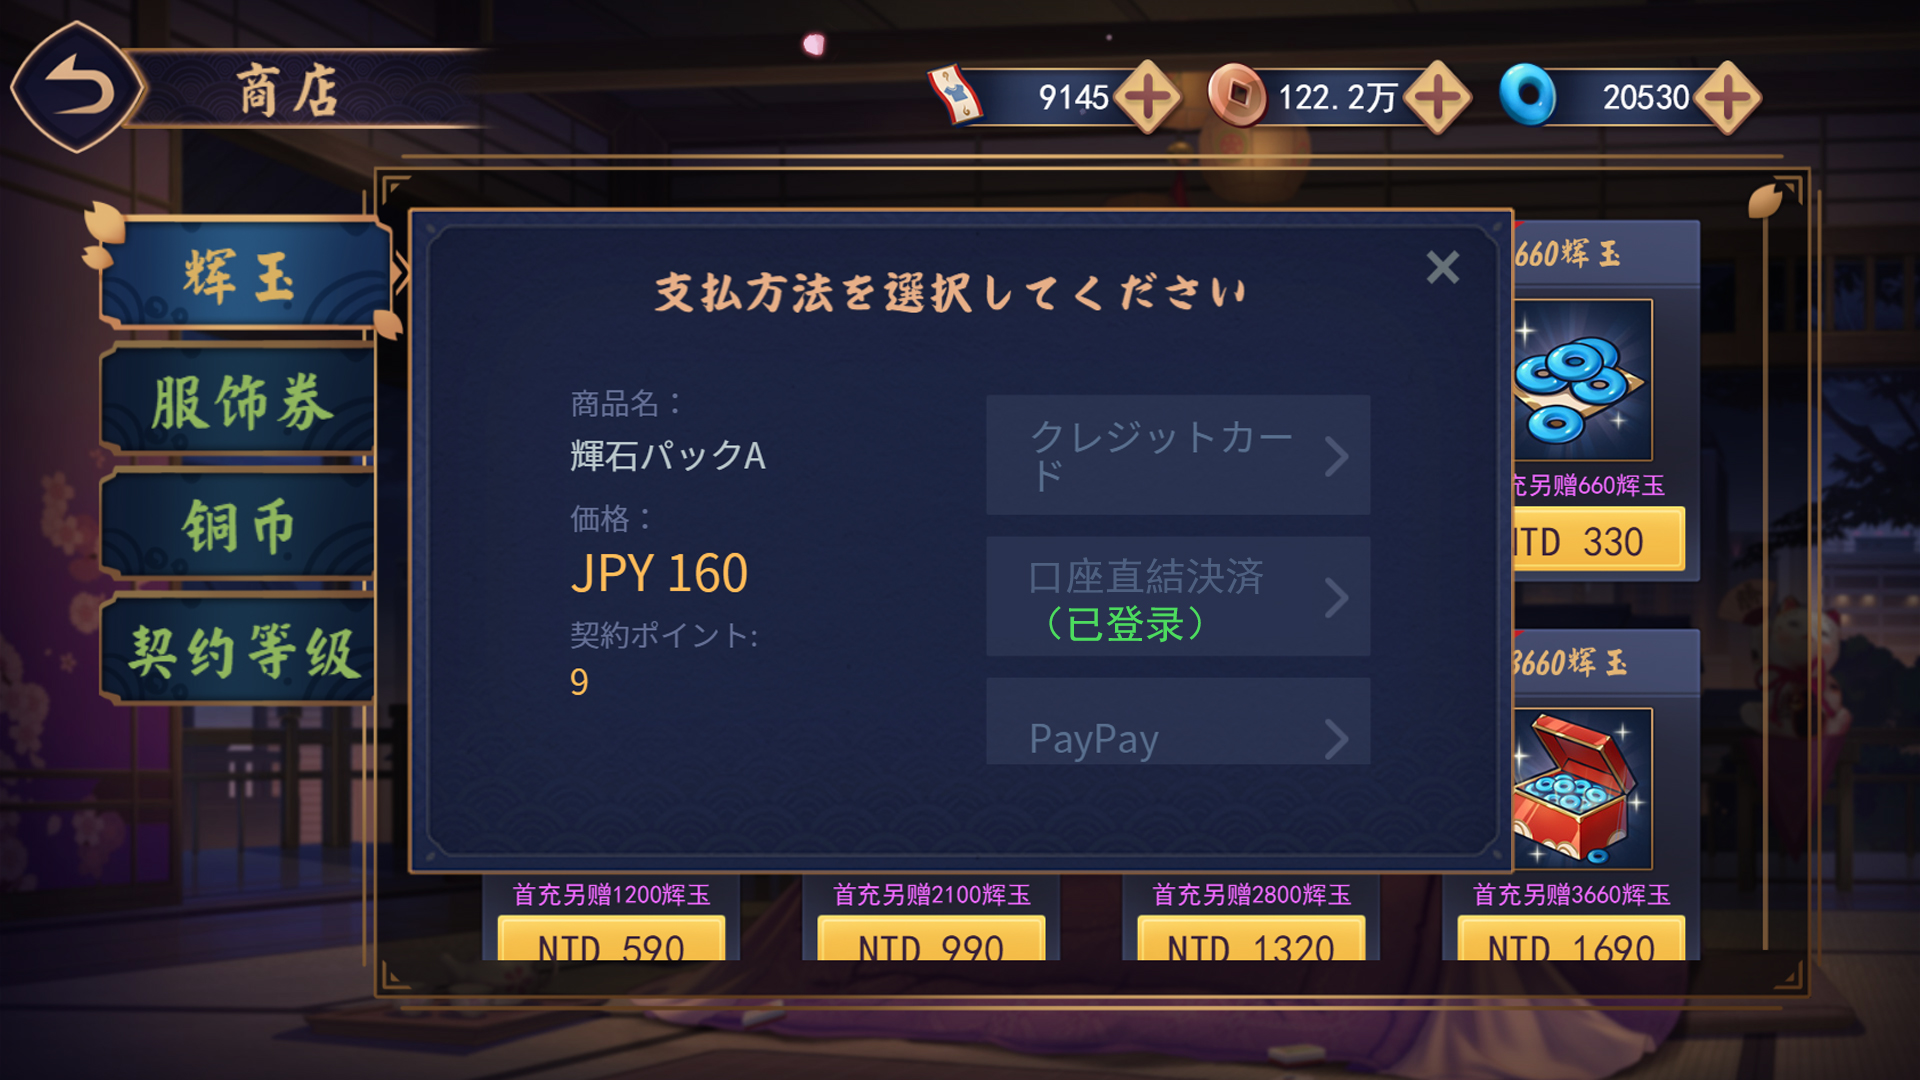 商店
9145
122.2万
20530
辉玉
服饰券
铜币
契约等级
支払方法を選択してください
商品名：
輝石パックA
価格：
JPY 160
契約ポイント:
9
クレジットカー
ド
口座直結決済
（已登录）
PayPay
660辉玉
充另赠660辉玉
NTD 330
3660辉玉
首充另赠1200辉玉
首充另赠2100辉玉
首充另赠2800辉玉
首充另赠3660辉玉
NTD 590
NTD 990
NTD 1320
NTD 1690